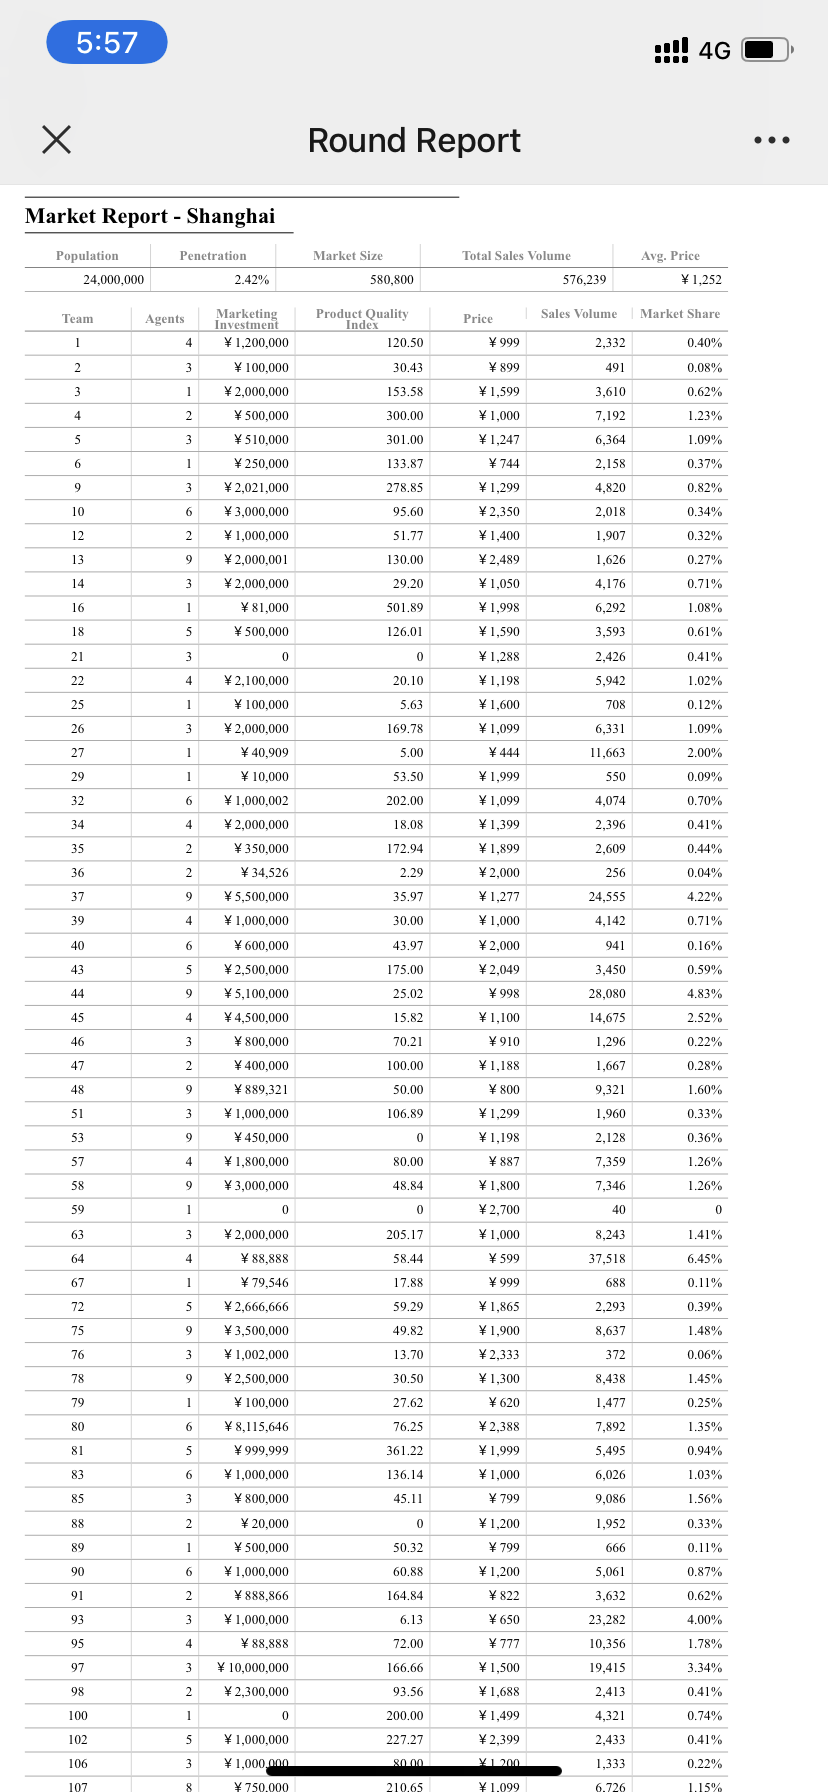 5:57
4G
Round Report
Market Report - Shanghai
Population Penetration Market Size Total Sales Volume Avg. Price
24,000,000 2.42% 580,800 576,239 ¥ 1,252
Team Agents Marketing Investment Product Quality Index Price Sales Volume Market Share
1 4 ¥ 1,200,000 120.50 ¥ 999 2,332 0.40%
2 3 ¥ 100,000 30.43 ¥ 899 491 0.08%
3 1 ¥ 2,000,000 153.58 ¥ 1,599 3,610 0.62%
4 2 ¥ 500,000 300.00 ¥ 1,000 7,192 1.23%
5 3 ¥ 510,000 301.00 ¥ 1,247 6,364 1.09%
6 1 ¥ 250,000 133.87 ¥ 744 2,158 0.37%
9 3 ¥ 2,021,000 278.85 ¥ 1,299 4,820 0.82%
10 6 ¥ 3,000,000 95.60 ¥ 2,350 2,018 0.34%
12 2 ¥ 1,000,000 51.77 ¥ 1,400 1,907 0.32%
13 9 ¥ 2,000,001 130.00 ¥ 2,489 1,626 0.27%
14 3 ¥ 2,000,000 29.20 ¥ 1,050 4,176 0.71%
16 1 ¥ 81,000 501.89 ¥ 1,998 6,292 1.08%
18 5 ¥ 500,000 126.01 ¥ 1,590 3,593 0.61%
21 3 0 0 ¥ 1,288 2,426 0.41%
22 4 ¥ 2,100,000 20.10 ¥ 1,198 5,942 1.02%
25 1 ¥ 100,000 5.63 ¥ 1,600 708 0.12%
26 3 ¥ 2,000,000 169.78 ¥ 1,099 6,331 1.09%
27 1 ¥ 40,909 5.00 ¥ 444 11,663 2.00%
29 1 ¥ 10,000 53.50 ¥ 1,999 550 0.09%
32 6 ¥ 1,000,002 202.00 ¥ 1,099 4,074 0.70%
34 4 ¥ 2,000,000 18.08 ¥ 1,399 2,396 0.41%
35 2 ¥ 350,000 172.94 ¥ 1,899 2,609 0.44%
36 2 ¥ 34,526 2.29 ¥ 2,000 256 0.04%
37 9 ¥ 5,500,000 35.97 ¥ 1,277 24,555 4.22%
39 4 ¥ 1,000,000 30.00 ¥ 1,000 4,142 0.71%
40 6 ¥ 600,000 43.97 ¥ 2,000 941 0.16%
43 5 ¥ 2,500,000 175.00 ¥ 2,049 3,450 0.59%
44 9 ¥ 5,100,000 25.02 ¥ 998 28,080 4.83%
45 4 ¥ 4,500,000 15.82 ¥ 1,100 14,675 2.52%
46 3 ¥ 800,000 70.21 ¥ 910 1,296 0.22%
47 2 ¥ 400,000 100.00 ¥ 1,188 1,667 0.28%
48 9 ¥ 889,321 50.00 ¥ 800 9,321 1.60%
51 3 ¥ 1,000,000 106.89 ¥ 1,299 1,960 0.33%
53 9 ¥ 450,000 0 ¥ 1,198 2,128 0.36%
57 4 ¥ 1,800,000 80.00 ¥ 887 7,359 1.26%
58 9 ¥ 3,000,000 48.84 ¥ 1,800 7,346 1.26%
59 1 0 0 ¥ 2,700 40 0
63 3 ¥ 2,000,000 205.17 ¥ 1,000 8,243 1.41%
64 4 ¥ 88,888 58.44 ¥ 599 37,518 6.45%
67 1 ¥ 79,546 17.88 ¥ 999 688 0.11%
72 5 ¥ 2,666,666 59.29 ¥ 1,865 2,293 0.39%
75 9 ¥ 3,500,000 49.82 ¥ 1,900 8,637 1.48%
76 3 ¥ 1,002,000 13.70 ¥ 2,333 372 0.06%
78 9 ¥ 2,500,000 30.50 ¥ 1,300 8,438 1.45%
79 1 ¥ 100,000 27.62 ¥ 620 1,477 0.25%
80 6 ¥ 8,115,646 76.25 ¥ 2,388 7,892 1.35%
81 5 ¥ 999,999 361.22 ¥ 1,999 5,495 0.94%
83 6 ¥ 1,000,000 136.14 ¥ 1,000 6,026 1.03%
85 3 ¥ 800,000 45.11 ¥ 799 9,086 1.56%
88 2 ¥ 20,000 0 ¥ 1,200 1,952 0.33%
89 1 ¥ 500,000 50.32 ¥ 799 666 0.11%
90 6 ¥ 1,000,000 60.88 ¥ 1,200 5,061 0.87%
91 2 ¥ 888,866 164.84 ¥ 822 3,632 0.62%
93 3 ¥ 1,000,000 6.13 ¥ 650 23,282 4.00%
95 4 ¥ 88,888 72.00 ¥ 777 10,356 1.78%
97 3 ¥ 10,000,000 166.66 ¥ 1,500 19,415 3.34%
98 2 ¥ 2,300,000 93.56 ¥ 1,688 2,413 0.41%
100 1 0 200.00 ¥ 1,499 4,321 0.74%
102 5 ¥ 1,000,000 227.27 ¥ 2,399 2,433 0.41%
106 3 ¥ 1,000,000 80.00 ¥ 1,200 1,333 0.22%
107 8 ¥ 750,000 210.65 ¥ 1,099 6,726 1.15%